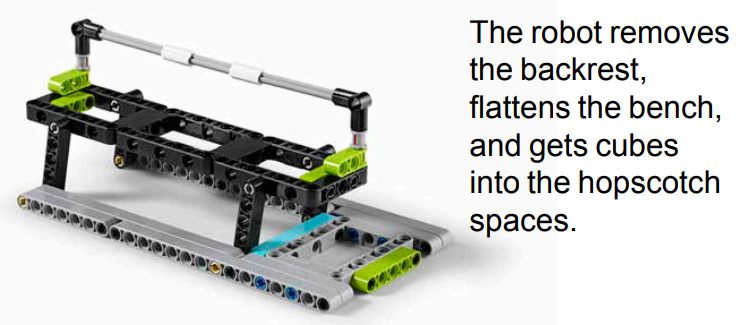 The robot removes
the backrest,
flattens the bench,
and gets cubes
into the hopscotch
spaces.